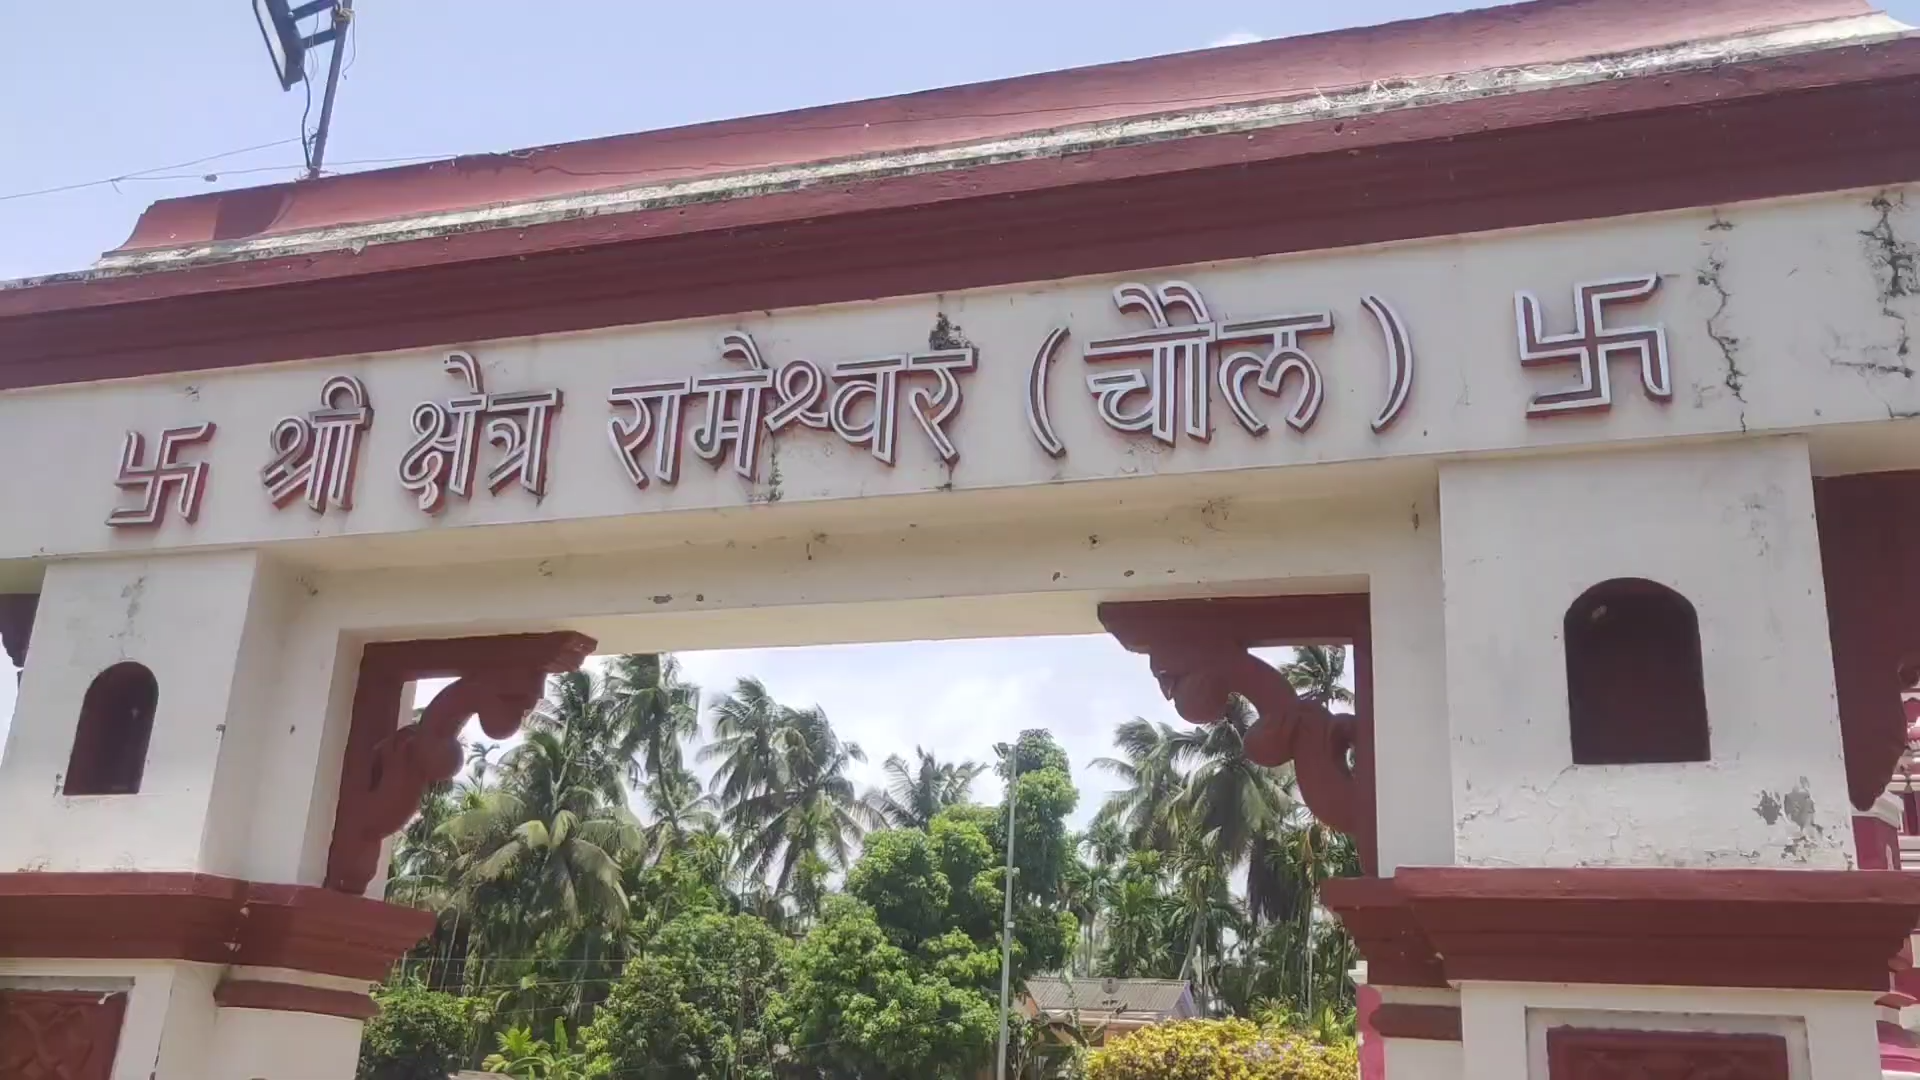 卐 श्री क्षेत्र रामेश्वर (चौल) 卐